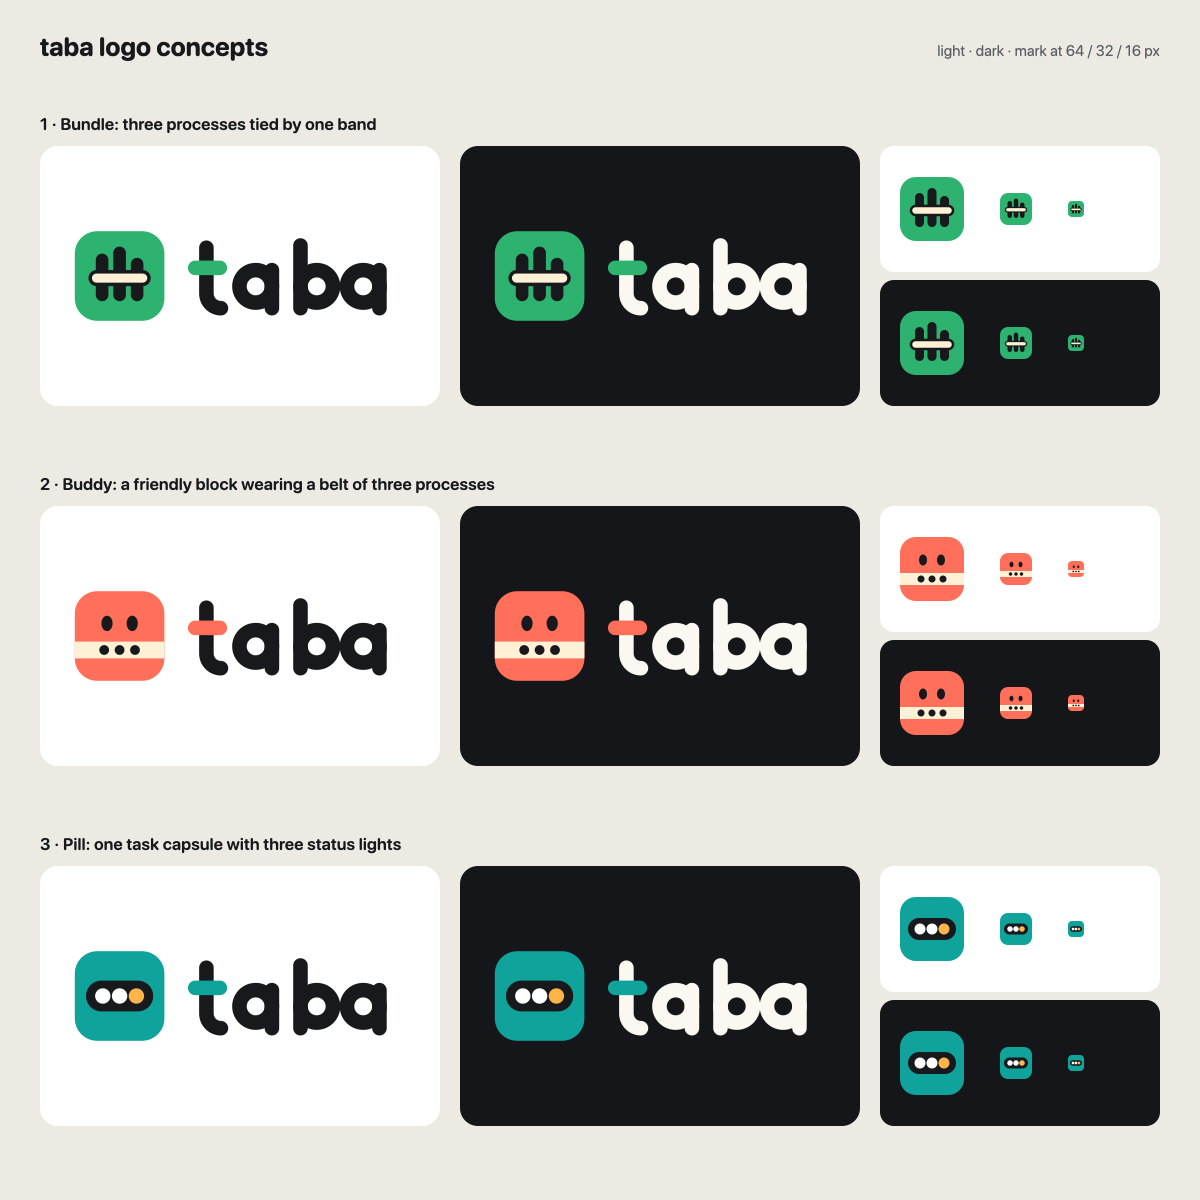 taba logo concepts
light · dark · mark at 64 / 32 / 16 px
1 · Bundle: three processes tied by one band
taba
taba
2 · Buddy: a friendly block wearing a belt of three processes
taba
taba
3 · Pill: one task capsule with three status lights
taba
taba